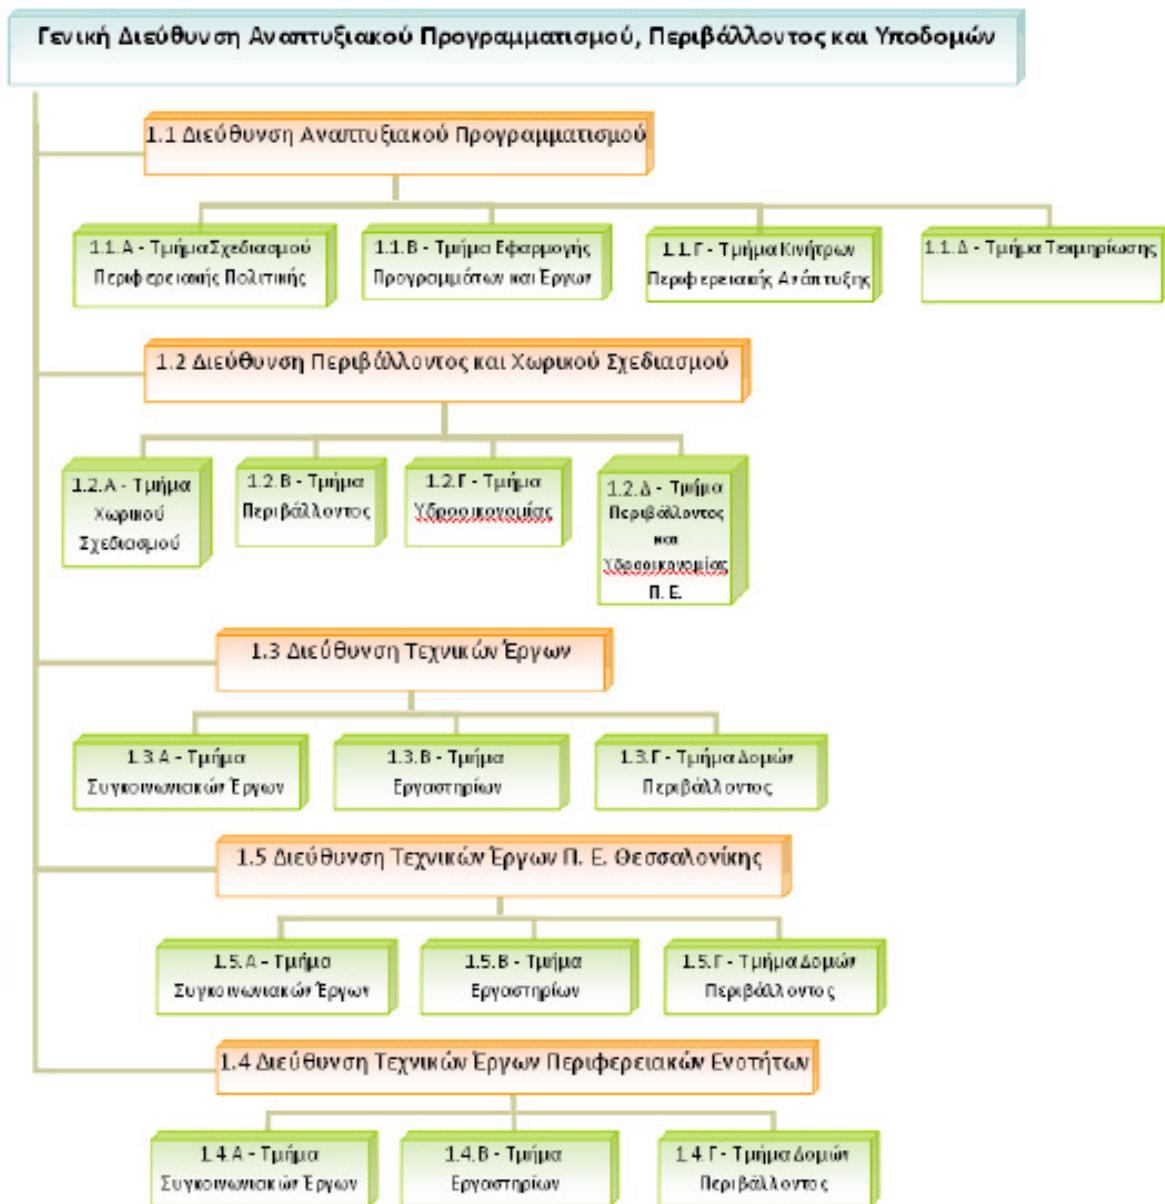 Γενική Διεύθυνση Αναπτυξιακού Προγραμματισμού, Περιβάλλοντος και Υποδομών
1.1 Διεύθυνση Αναπτυξιακού Προγραμματισμού
1.1.Α - Τμήμα Σχεδιασμού
Περιφερειακής Πολιτικής
1.1.Β - Τμήμα Εφαρμογής
Προγραμμάτων και Έργων
1.1.Γ - Τμήμα Κινήτρων
Περιφερειακής Ανάπτυξης
1.1.Δ - Τμήμα Τεκμηρίωσης
1.2 Διεύθυνση Περιβάλλοντος και Χωρικού Σχεδιασμού
1.2.Α - Τμήμα
Χωρικού
Σχεδιασμού
1.2.Β - Τμήμα
Περιβάλλοντος
1.2.Γ - Τμήμα
Υδροοικονομίας
1.2.Δ - Τμήμα
Περιβάλλοντος
και
Υδροοικονομίας
Π. Ε.
1.3 Διεύθυνση Τεχνικών Έργων
1.3.Α - Τμήμα
Συγκοινωνιακών Έργων
1.3.Β - Τμήμα
Εργαστηρίων
1.3.Γ - Τμήμα Δομών
Περιβάλλοντος
1.5 Διεύθυνση Τεχνικών Έργων Π. Ε. Θεσσαλονίκης
1.5.Α - Τμήμα
Συγκοινωνιακών Έργων
1.5.Β - Τμήμα
Εργαστηρίων
1.5.Γ - Τμήμα Δομών
Περιβάλλοντος
1.4 Διεύθυνση Τεχνικών Έργων Περιφερειακών Ενοτήτων
1.4.Α - Τμήμα
Συγκοινωνιακών Έργων
1.4.Β - Τμήμα
Εργαστηρίων
1.4.Γ - Τμήμα Δομών
Περιβάλλοντος